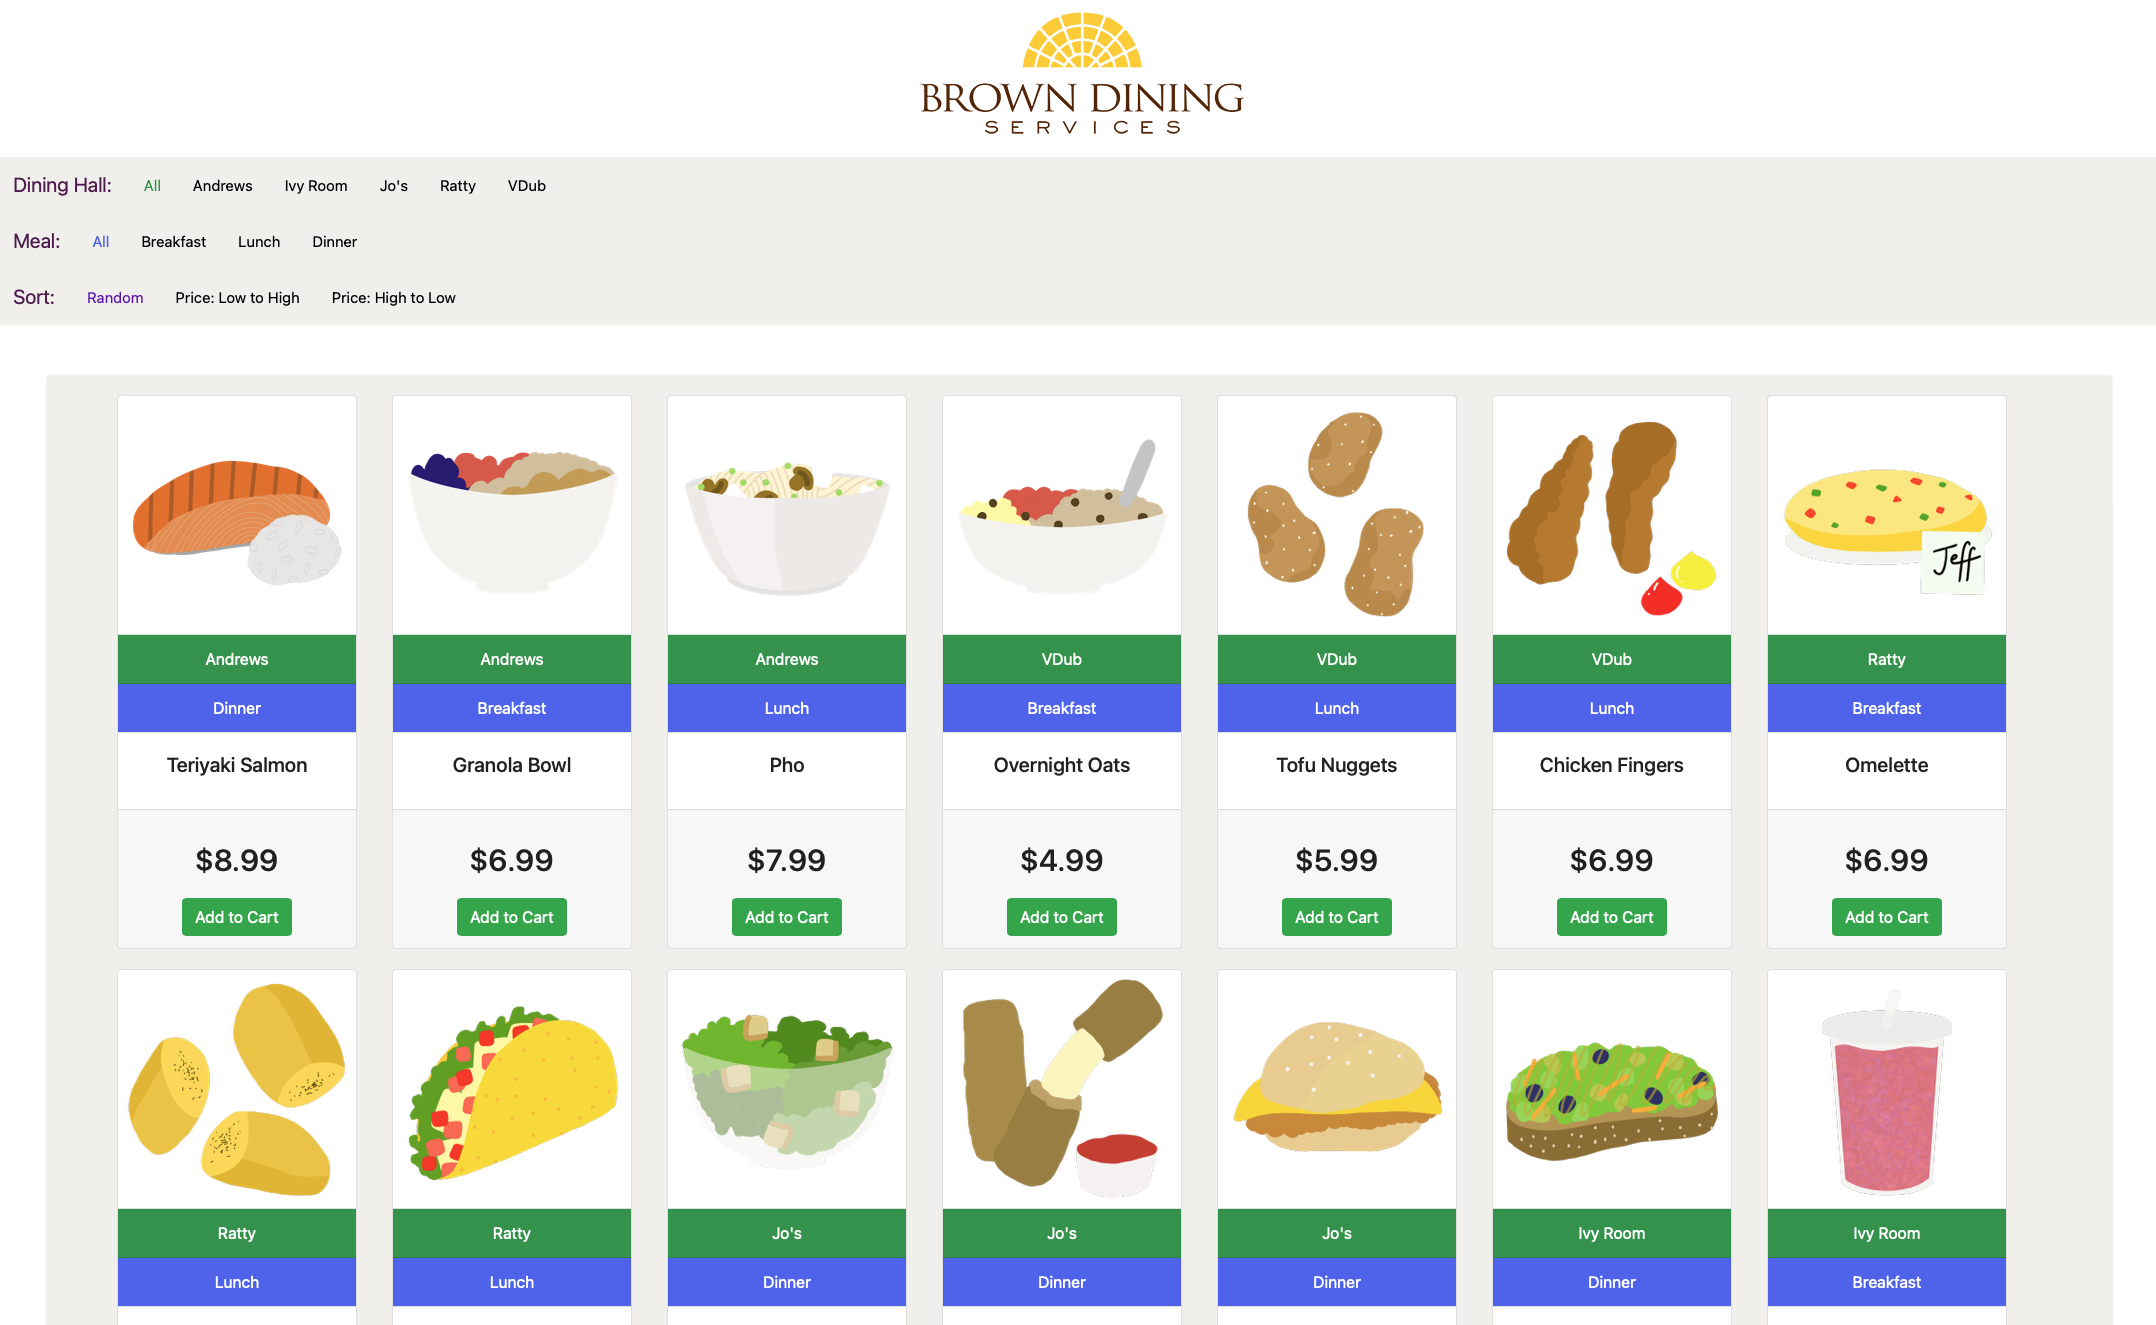 BROWN DINING
SERVICES
Dining Hall: All Andrews Ivy Room Jo's Ratty VDub
Meal: All Breakfast Lunch Dinner
Sort: Random Price: Low to High Price: High to Low
Jeff
Andrews Andrews Andrews VDub VDub VDub Ratty
Dinner Breakfast Lunch Breakfast Lunch Lunch Breakfast
Teriyaki Salmon Granola Bowl Pho Overnight Oats Tofu Nuggets Chicken Fingers Omelette
$8.99 $6.99 $7.99 $4.99 $5.99 $6.99 $6.99
Add to Cart Add to Cart Add to Cart Add to Cart Add to Cart Add to Cart Add to Cart
Ratty Ratty Jo's Jo's Jo's Ivy Room Ivy Room
Lunch Lunch Dinner Dinner Dinner Dinner Breakfast